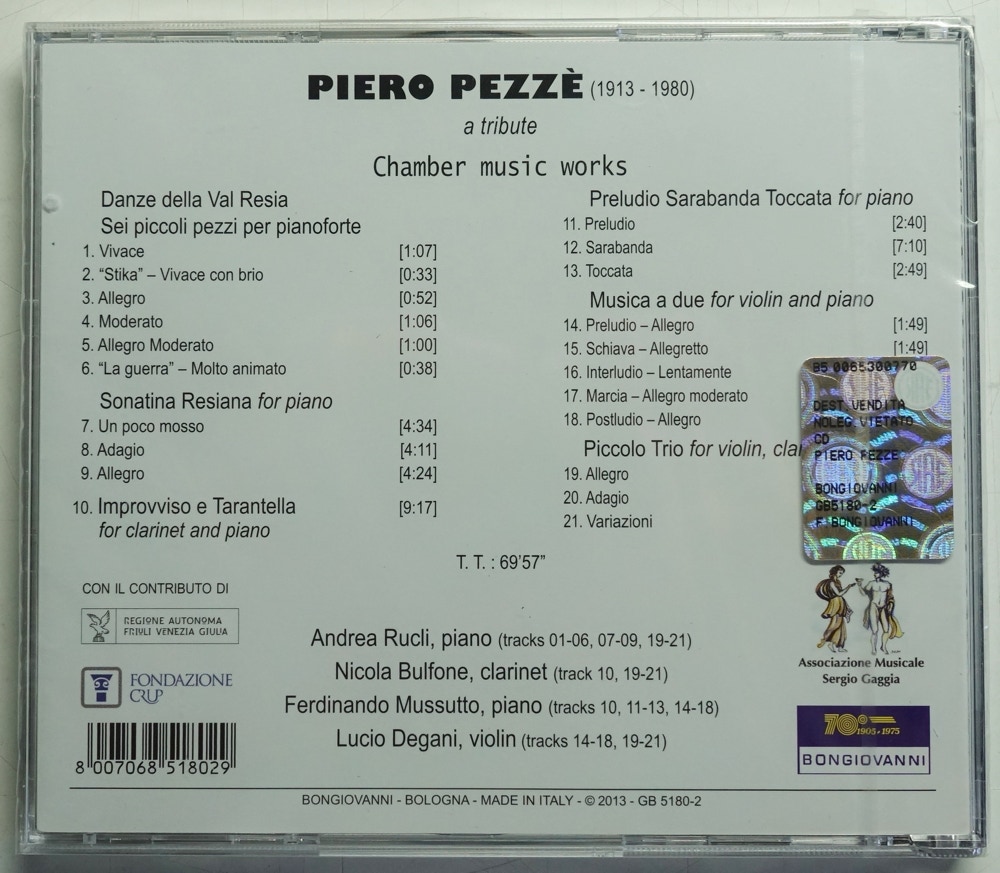 PIERO PEZZÈ (1913 - 1980)
a tribute
Chamber music works
Danze della Val Resia
Sei piccoli pezzi per pianoforte
1. Vivace [1:07]
2. “Stika” – Vivace con brio [0:33]
3. Allegro [0:52]
4. Moderato [1:06]
5. Allegro Moderato [1:00]
6. “La guerra” – Molto animato [0:38]
Sonatina Resiana for piano
7. Un poco mosso [4:34]
8. Adagio [4:11]
9. Allegro [4:24]
10. Improvviso e Tarantella [9:17]
for clarinet and piano
Preludio Sarabanda Toccata for piano
11. Preludio [2:40]
12. Sarabanda [7:10]
13. Toccata [2:49]
Musica a due for violin and piano
14. Preludio – Allegro [1:49]
15. Schiava – Allegretto [1:49]
16. Interludio – Lentamente
17. Marcia – Allegro moderato
18. Postludio – Allegro
Piccolo Trio for violin, clar
19. Allegro
20. Adagio
21. Variazioni
B5 0065300770
DEST.VENDITA
NOLEG.VIETATO
CD
PIERO PEZZE
BONGIOVANNI
GB5180-2
F.BONGIOVANNI
T. T. : 69’57”
CON IL CONTRIBUTO DI
REGIONE AUTONOMA
FRIULI VENEZIA GIULIA
FONDAZIONE
CRUP
8 007068 518029
Andrea Rucli, piano (tracks 01-06, 07-09, 19-21)
Nicola Bulfone, clarinet (track 10, 19-21)
Ferdinando Mussutto, piano (tracks 10, 11-13, 14-18)
Lucio Degani, violin (tracks 14-18, 19-21)
Associazione Musicale
Sergio Gaggia
70°
1905-1975
BONGIOVANNI
BONGIOVANNI - BOLOGNA - MADE IN ITALY - © 2013 - GB 5180-2